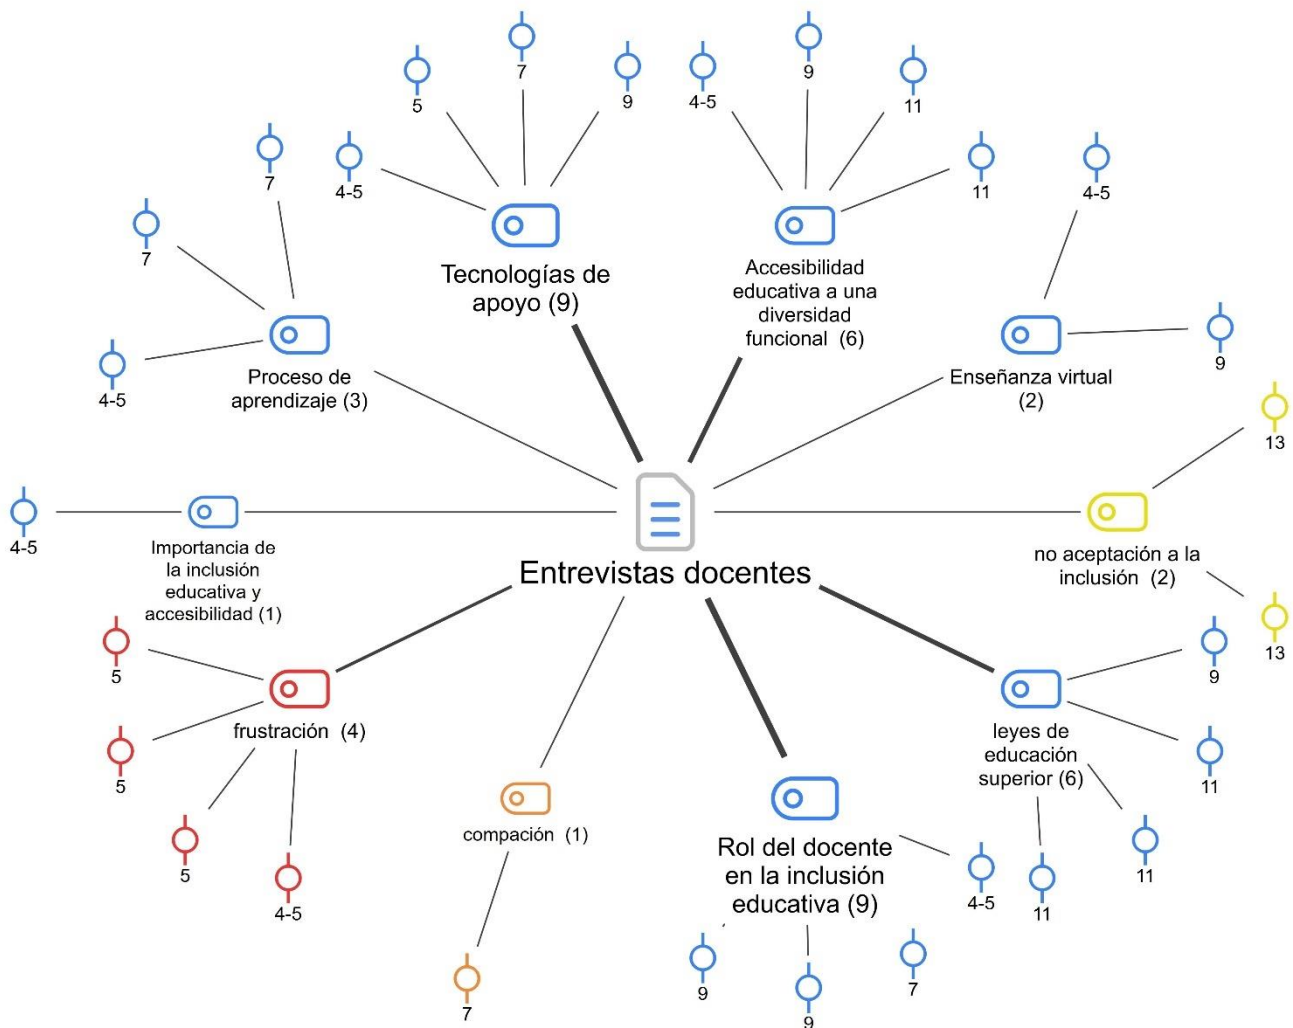 7
9
5
7
9
4-5
11
4-5
11
4-5
7
7
4-5
Tecnologías de
apoyo (9)
Accesibilidad
educativa a una
diversidad
funcional (6)
Proceso de
aprendizaje (3)
Enseñanza virtual
(2)
9
13
4-5
Importancia de
la inclusión
educativa y
accesibilidad (1)
Entrevistas docentes
no aceptación a la
inclusión (2)
13
5
5
5
4-5
frustración (4)
9
11
11
11
leyes de
educación
superior (6)
compación (1)
7
Rol del docente
en la inclusión
educativa (9)
4-5
9
9
7